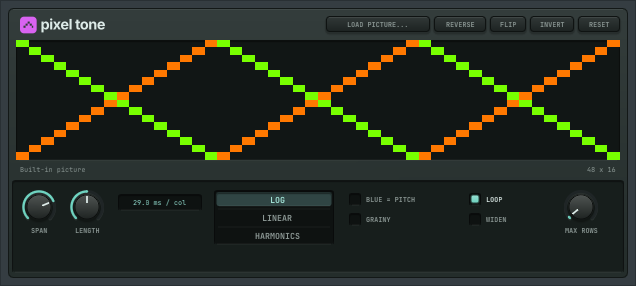 pixel tone
LOAD PICTURE... REVERSE FLIP INVERT RESET
Built-in picture 48 x 16
29.0 ms / col
LOG
LINEAR
HARMONICS
BLUE = PITCH LOOP
GRAINY WIDEN
SPAN LENGTH MAX ROWS